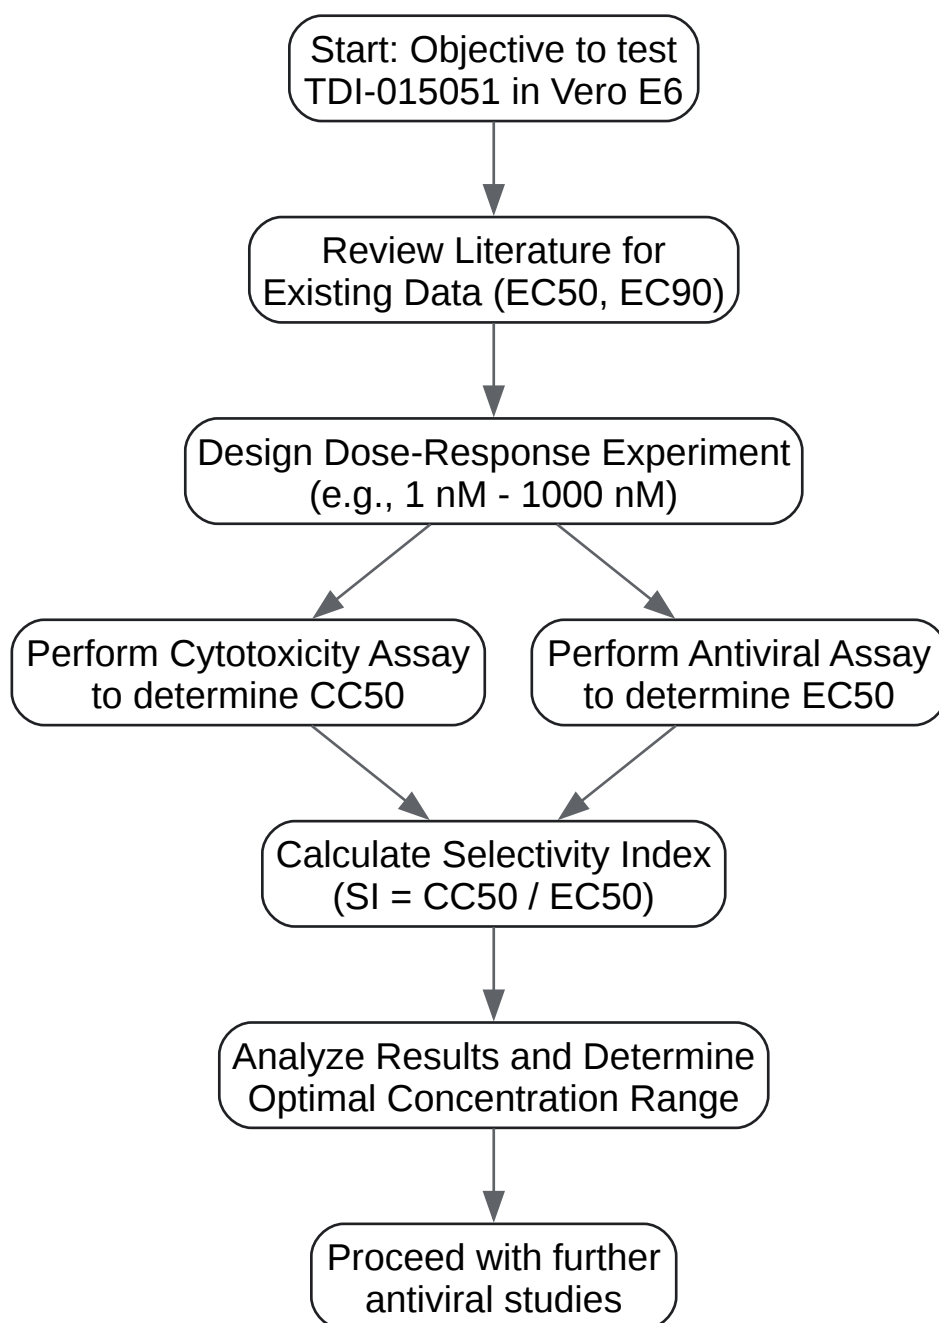 Start: Objective to test
TDI-015051 in Vero E6
Review Literature for
Existing Data (EC50, EC90)
Design Dose-Response Experiment
(e.g., 1 nM - 1000 nM)
Perform Cytotoxicity Assay
to determine CC50
Perform Antiviral Assay
to determine EC50
Calculate Selectivity Index
(SI = CC50 / EC50)
Analyze Results and Determine
Optimal Concentration Range
Proceed with further
antiviral studies